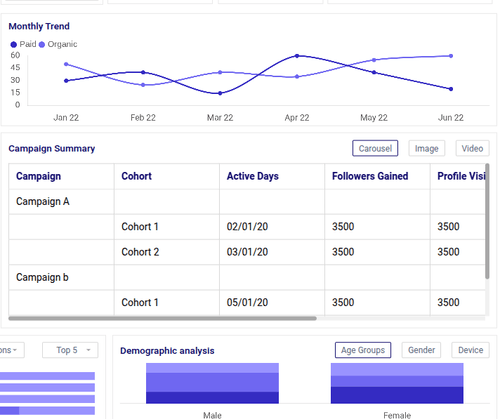 Monthly Trend
Paid Organic
60
45
30
15
0
Jan 22 Feb 22 Mar 22 Apr 22 May 22 Jun 22
Campaign Summary Carousel Image Video
Campaign Cohort Active Days Followers Gained Profile Visi
Campaign A
Cohort 1 02/01/20 3500 3500
Cohort 2 03/01/20 3500 3500
Campaign b
Cohort 1 05/01/20 3500 3500
ons Top 5 Demographic analysis Age Groups Gender Device
Male Female